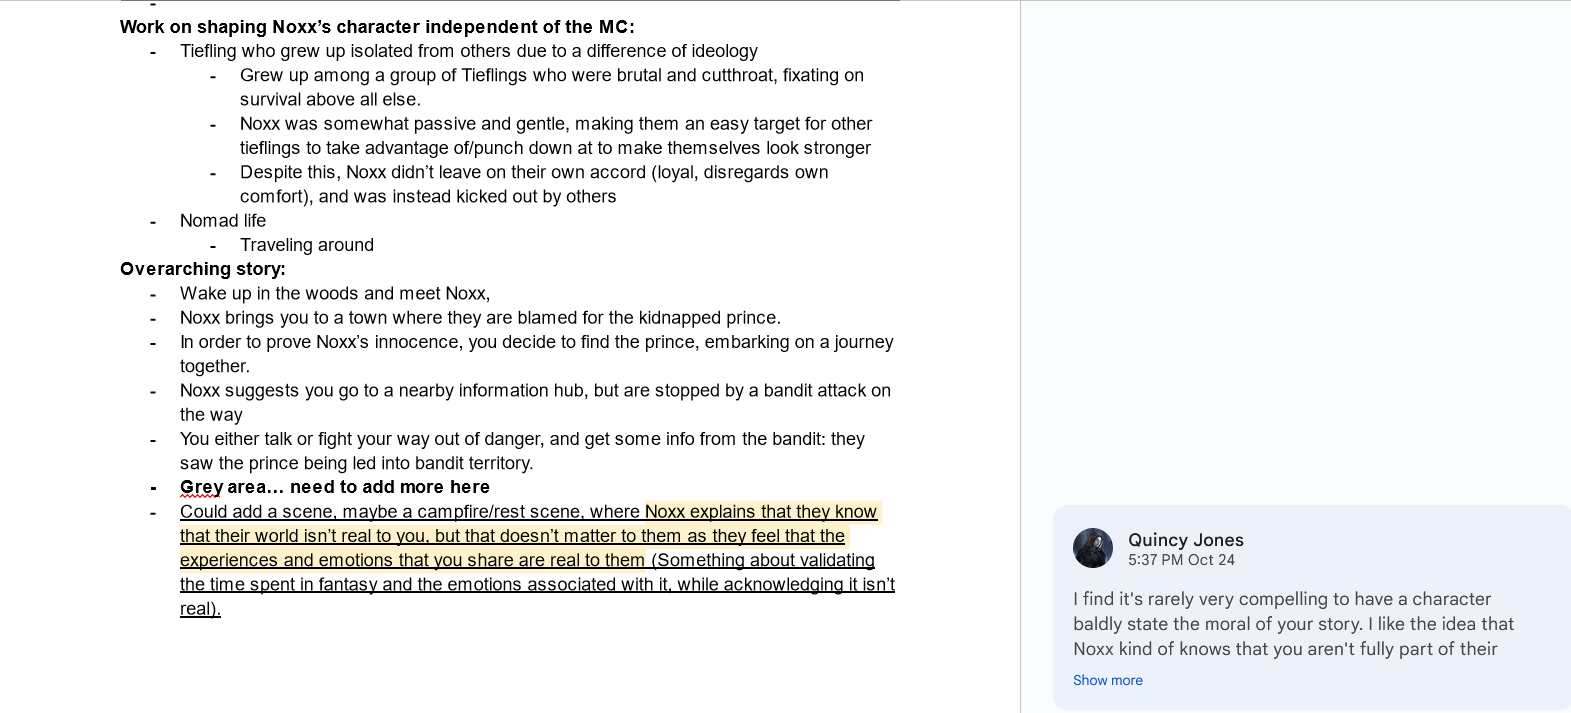 -
Work on shaping Noxx’s character independent of the MC:
- Tiefling who grew up isolated from others due to a difference of ideology
- Grew up among a group of Tieflings who were brutal and cutthroat, fixating on
survival above all else.
- Noxx was somewhat passive and gentle, making them an easy target for other
tieflings to take advantage of/punch down at to make themselves look stronger
- Despite this, Noxx didn’t leave on their own accord (loyal, disregards own
comfort), and was instead kicked out by others
- Nomad life
- Traveling around
Overarching story:
- Wake up in the woods and meet Noxx,
- Noxx brings you to a town where they are blamed for the kidnapped prince.
- In order to prove Noxx’s innocence, you decide to find the prince, embarking on a journey
together.
- Noxx suggests you go to a nearby information hub, but are stopped by a bandit attack on
the way
- You either talk or fight your way out of danger, and get some info from the bandit: they
saw the prince being led into bandit territory.
- Grey area… need to add more here
- Could add a scene, maybe a campfire/rest scene, where Noxx explains that they know
that their world isn’t real to you, but that doesn’t matter to them as they feel that the
experiences and emotions that you share are real to them (Something about validating
the time spent in fantasy and the emotions associated with it, while acknowledging it isn’t
real).
Quincy Jones
5:37 PM Oct 24
I find it's rarely very compelling to have a character
baldly state the moral of your story. I like the idea that
Noxx kind of knows that you aren't fully part of their
Show more